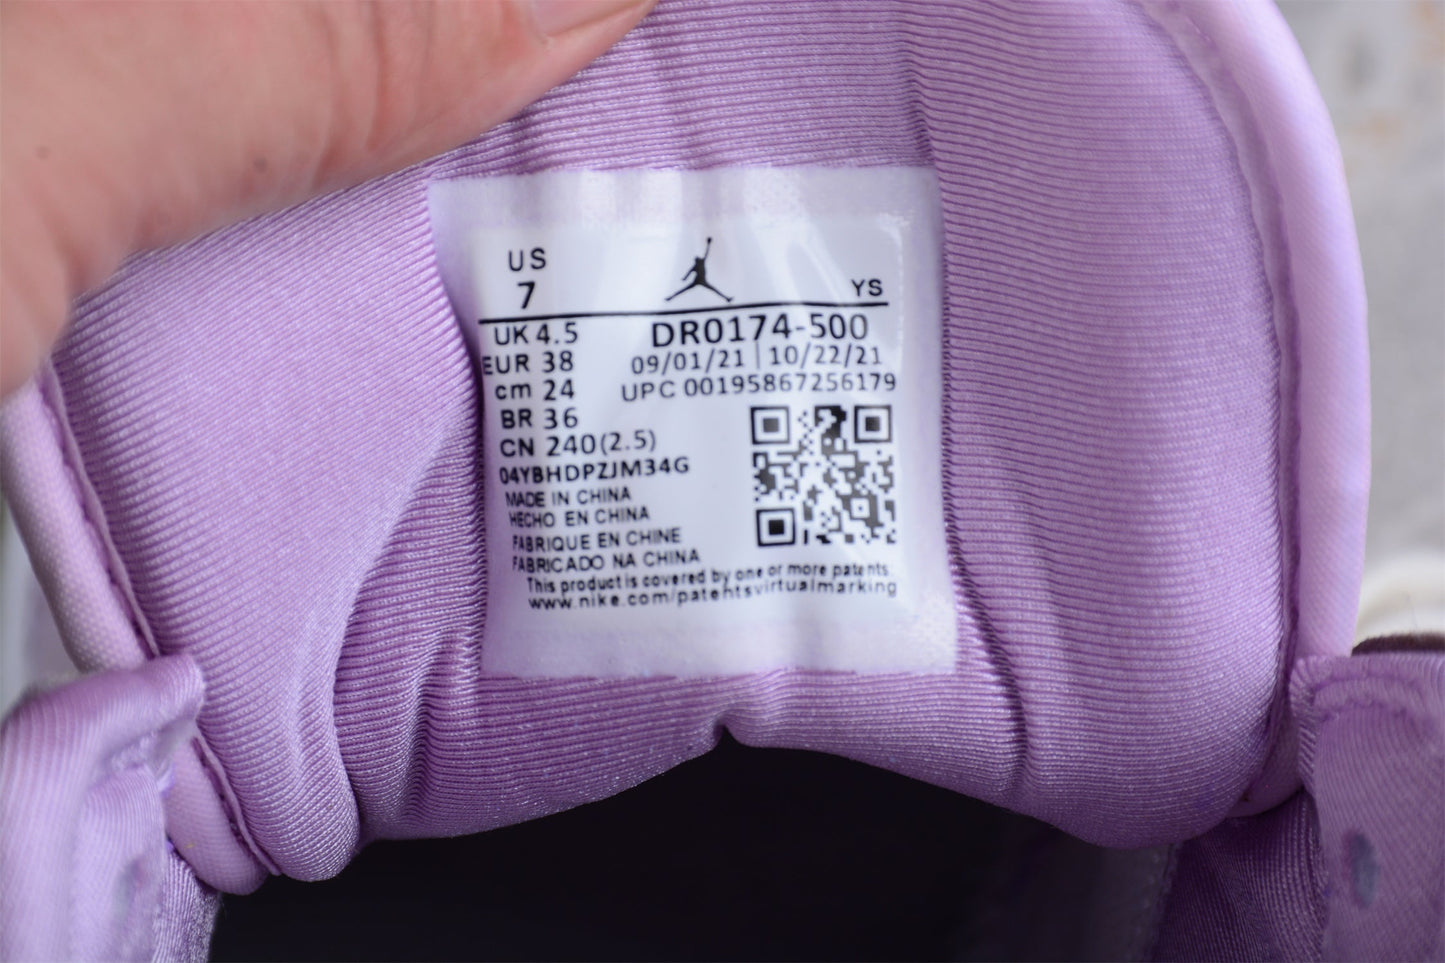 US
7
YS
UK 4.5
DR0174-500
EUR 38
09/01/21 | 10/22/21
cm 24
UPC 00195867256179
BR 36
CN 240(2.5)
04YBHDPZJM34G
MADE IN CHINA
HECHO EN CHINA
FABRIQUE EN CHINE
FABRICADO NA CHINA
This product is covered by one or more patents:
www.nike.com/patentsvirtualmarking